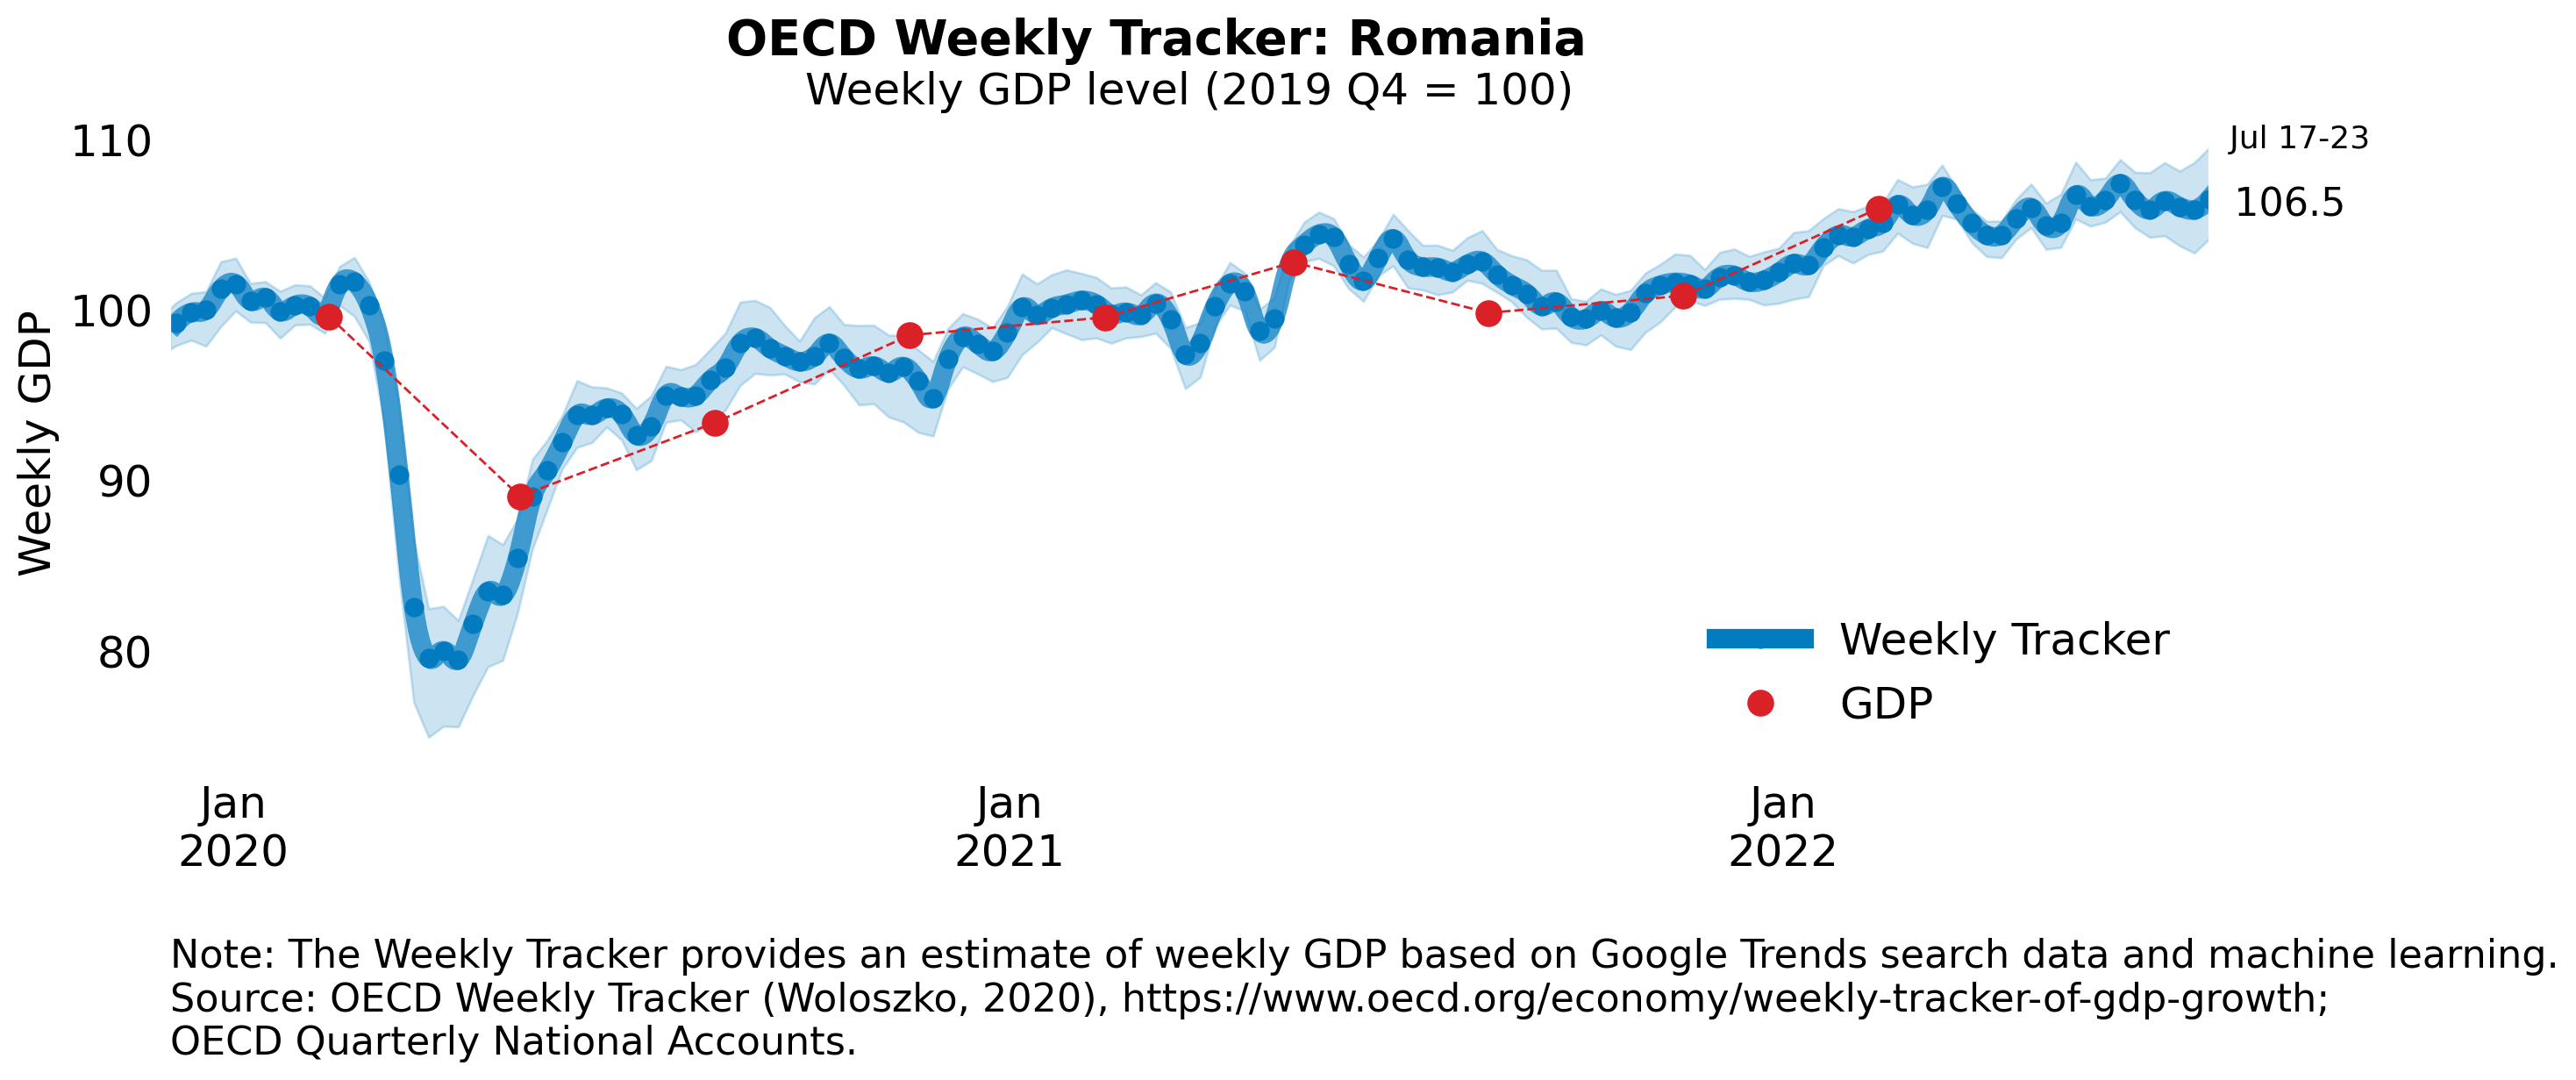 OECD Weekly Tracker: Romania
Weekly GDP level (2019 Q4 = 100)
110
100
90
80
Weekly GDP
Jul 17-23
106.5
Weekly Tracker
GDP
Jan
2020
Jan
2021
Jan
2022
Note: The Weekly Tracker provides an estimate of weekly GDP based on Google Trends search data and machine learning.
Source: OECD Weekly Tracker (Woloszko, 2020), https://www.oecd.org/economy/weekly-tracker-of-gdp-growth;
OECD Quarterly National Accounts.